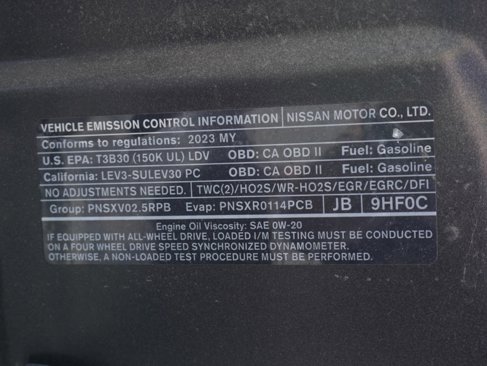 VEHICLE EMISSION CONTROL INFORMATION NISSAN MOTOR CO., LTD.
Conforms to regulations: 2023 MY
U.S. EPA: T3B30 (150K UL) LDV OBD: CA OBD II Fuel: Gasoline
California: LEV3-SULEV30 PC OBD: CA OBD II Fuel: Gasoline
NO ADJUSTMENTS NEEDED. TWC(2)/HO2S/WR-HO2S/EGR/EGRC/DFI
Group: PNSXV02.5RPB Evap: PNSXR0114PCB JB 9HF0C
Engine Oil Viscosity: SAE 0W-20
IF EQUIPPED WITH ALL-WHEEL DRIVE, LOADED I/M TESTING MUST BE CONDUCTED
ON A FOUR WHEEL DRIVE SPEED SYNCHRONIZED DYNAMOMETER.
OTHERWISE, A NON-LOADED TEST PROCEDURE MUST BE PERFORMED.